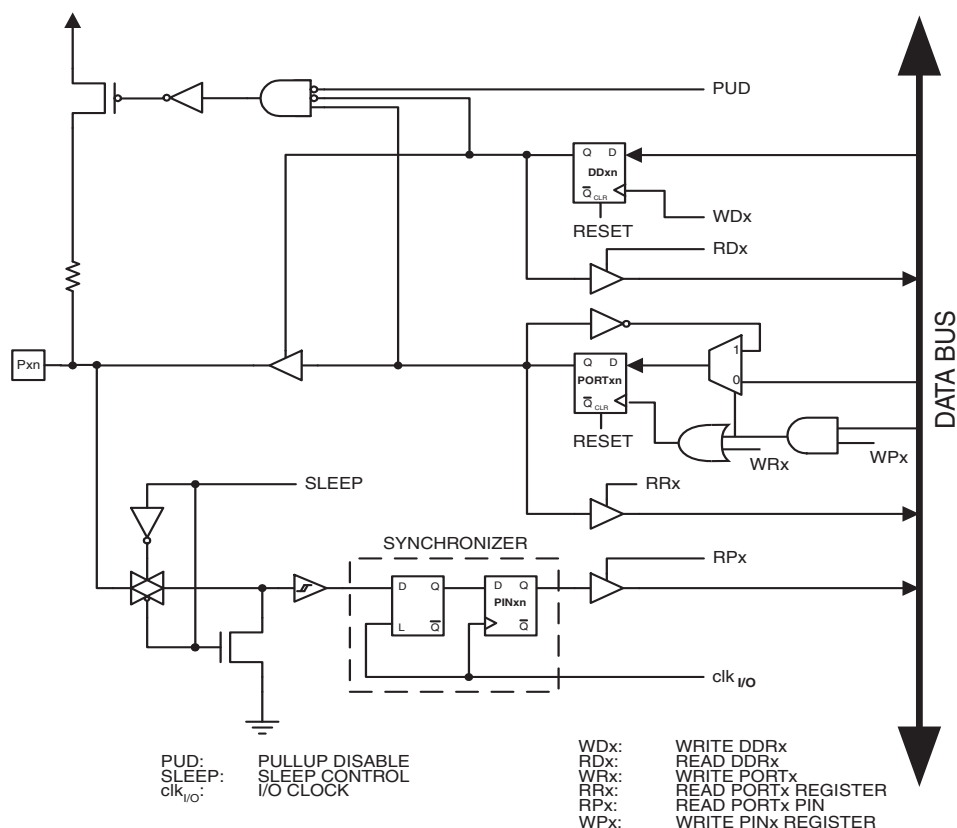 PUD
Q D
DDxn
Q CLR
WDx
RESET
RDx
DATA BUS
1
Pxn
Q D
PORTxn
0
Q CLR
RESET
WRx
WPx
SLEEP
RRx
SYNCHRONIZER
RPx
D Q
D Q
PINxn
L Q
Q
clk I/O
PUD: PULLUP DISABLE
SLEEP: SLEEP CONTROL
clkI/O: I/O CLOCK
WDx: WRITE DDRx
RDx: READ DDRx
WRx: WRITE PORTx
RRx: READ PORTx REGISTER
RPx: READ PORTx PIN
WPx: WRITE PINx REGISTER